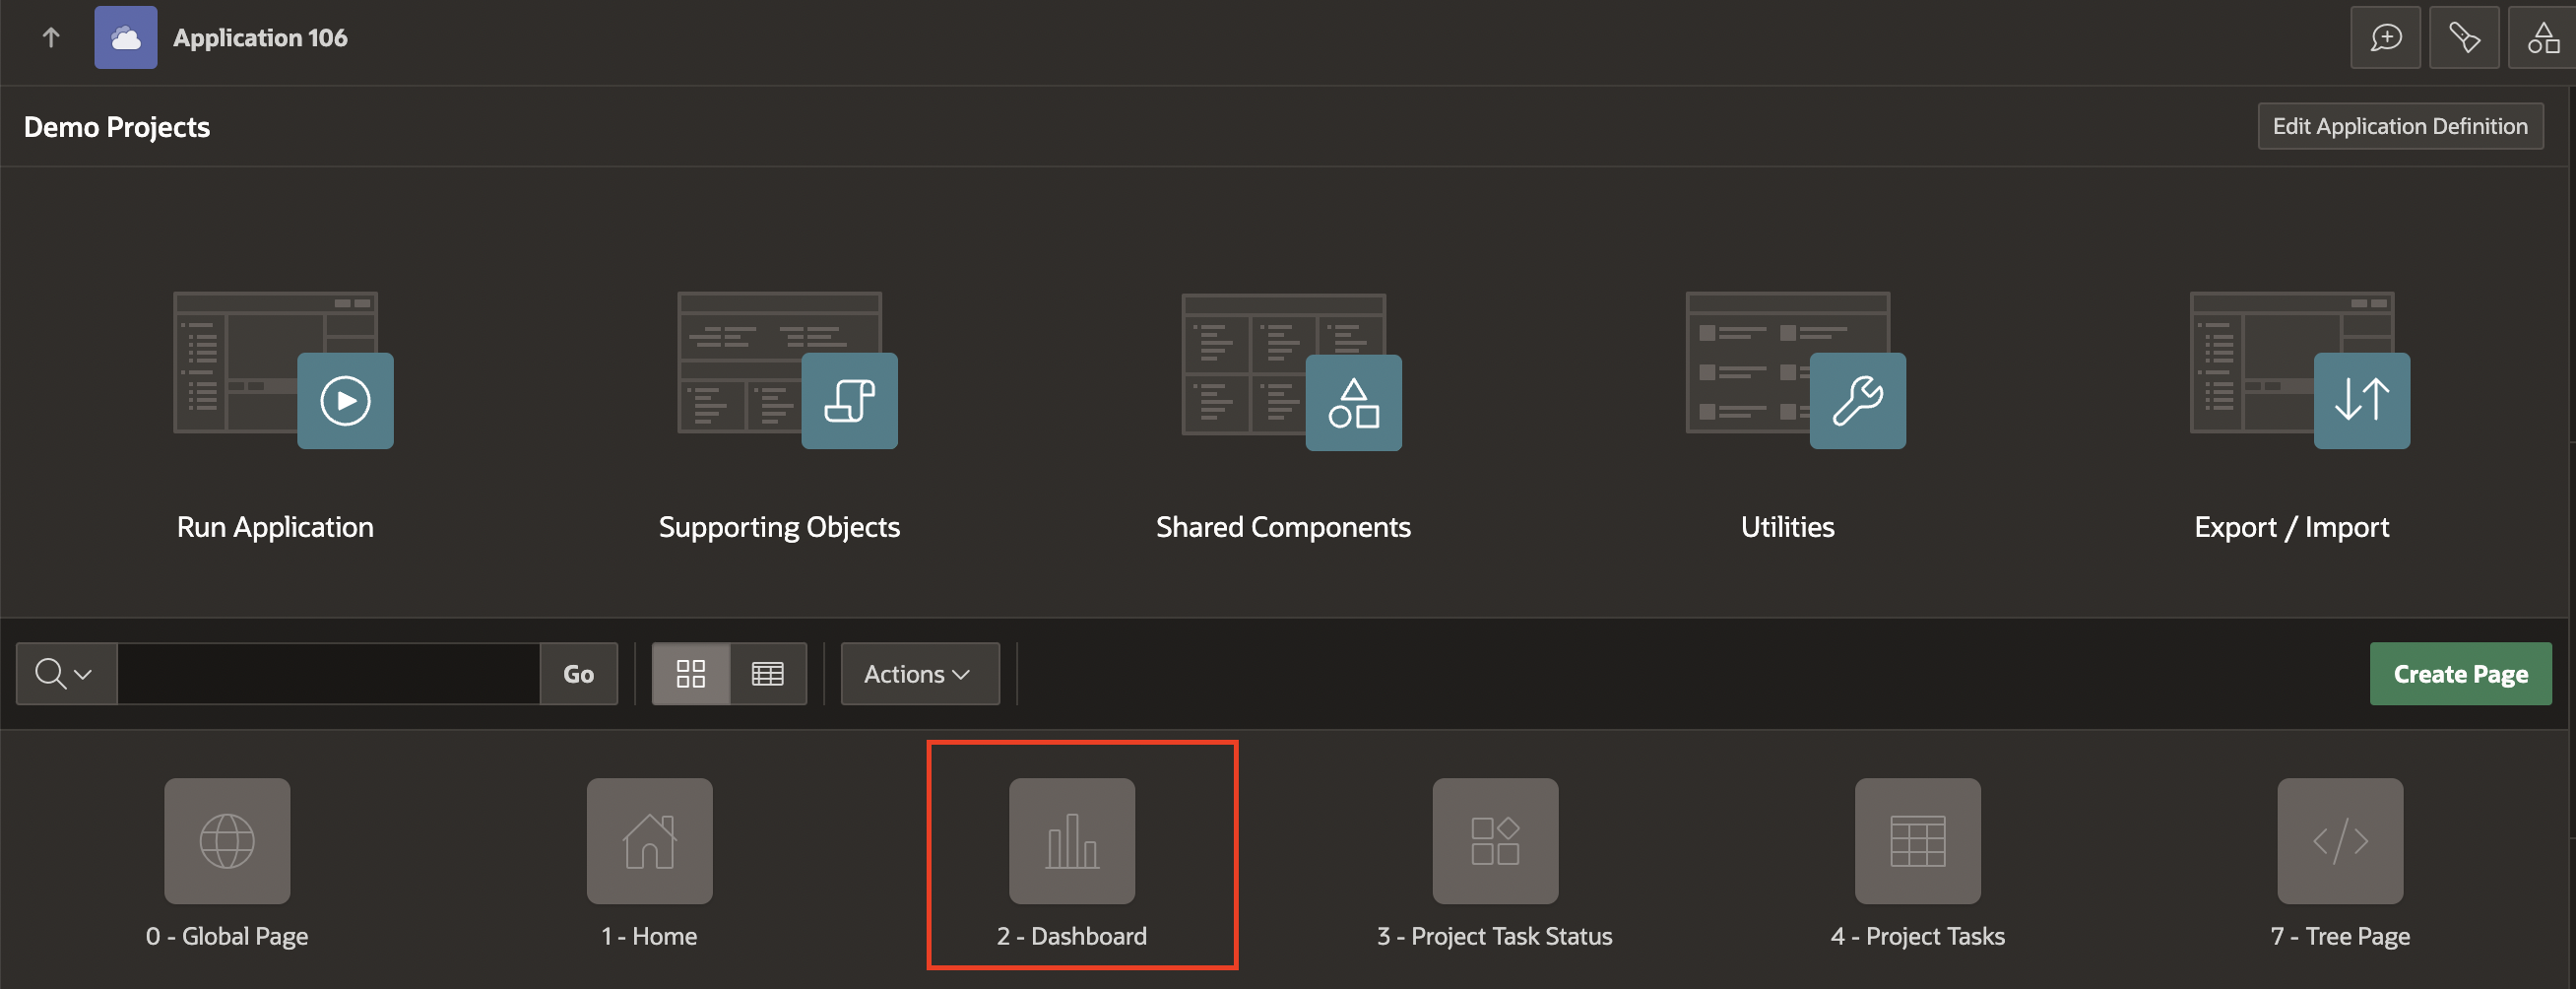 Application 106
Demo Projects
Edit Application Definition
Run Application
Supporting Objects
Shared Components
Utilities
Export / Import
Go
Actions
Create Page
0 - Global Page
1 - Home
2 - Dashboard
3 - Project Task Status
4 - Project Tasks
7 - Tree Page